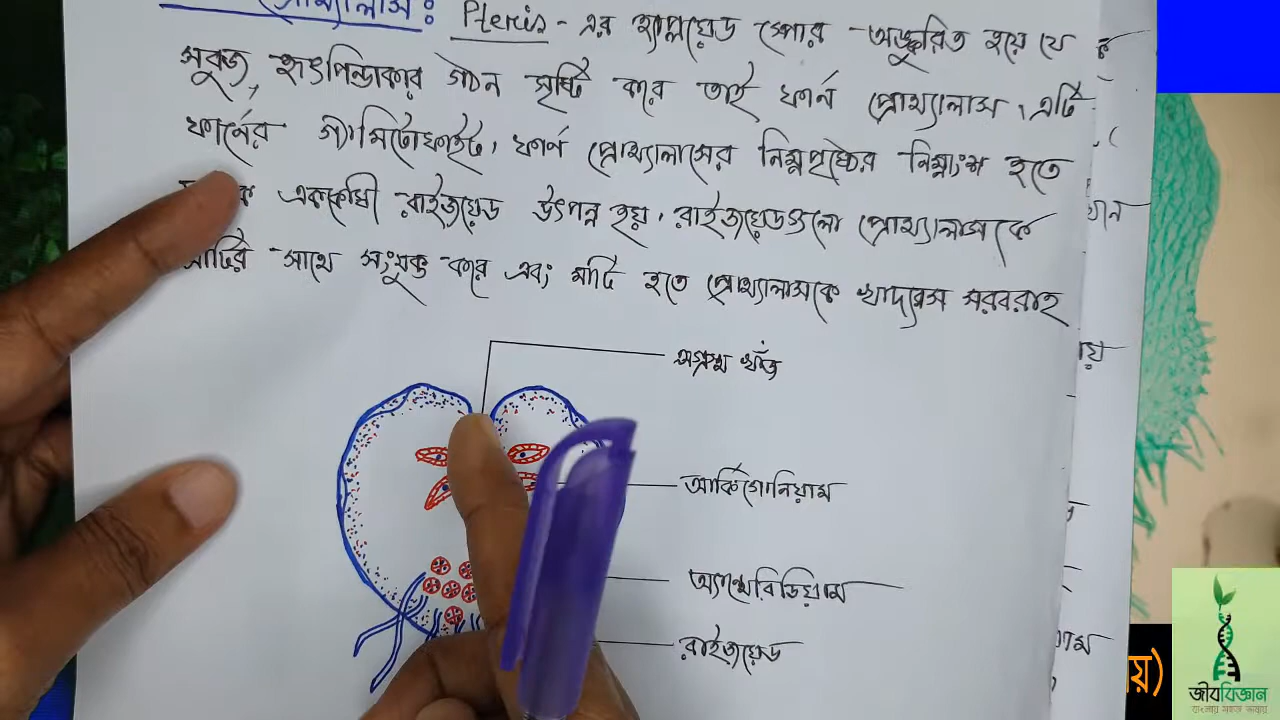 প্রোথ্যালাস: Pteris - এর হ্যাপ্লয়েড স্পোর অঙ্কুরিত হয়ে যে
সবুজ, হৃৎপিন্ডাকার গঠন সৃষ্টি করে তাই ফার্ন প্রোথ্যালাস। এটি
ফার্নের গ্যামিটোফাইট। ফার্ন প্রোথ্যালাসের নিম্নপৃষ্ঠের নিম্নাংশ হতে
এককোষী রাইজয়েড উৎপন্ন হয়। রাইজয়েডগুলো প্রোথ্যালাসকে
মাটির সাথে সংযুক্ত করে এবং মাটি হতে প্রোথ্যালাসকে খাদ্যরস সরবরাহ
অগ্রস্থ খাঁজ
আর্কিগোনিয়াম
অ্যান্থেরিডিয়াম
রাইজয়েড
য়)
জীববিজ্ঞান
বাংলায় সহজ ভাষায়